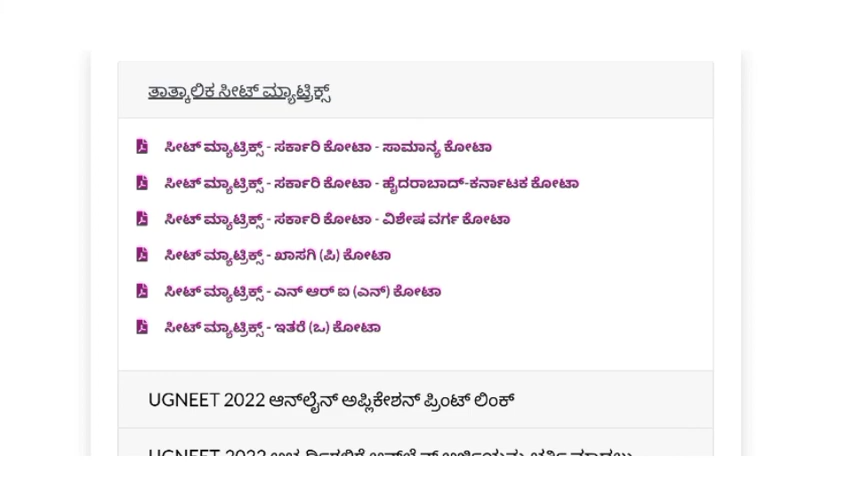 ತಾತ್ಕಾಲಿಕ ಸೀಟ್ ಮ್ಯಾಟ್ರಿಕ್ಸ್
ಸೀಟ್ ಮ್ಯಾಟ್ರಿಕ್ಸ್ - ಸರ್ಕಾರಿ ಕೋಟಾ - ಸಾಮಾನ್ಯ ಕೋಟಾ
ಸೀಟ್ ಮ್ಯಾಟ್ರಿಕ್ಸ್ - ಸರ್ಕಾರಿ ಕೋಟಾ - ಹೈದರಾಬಾದ್-ಕರ್ನಾಟಕ ಕೋಟಾ
ಸೀಟ್ ಮ್ಯಾಟ್ರಿಕ್ಸ್ - ಸರ್ಕಾರಿ ಕೋಟಾ - ವಿಶೇಷ ವರ್ಗ ಕೋಟಾ
ಸೀಟ್ ಮ್ಯಾಟ್ರಿಕ್ಸ್ - ಖಾಸಗಿ (ಪಿ) ಕೋಟಾ
ಸೀಟ್ ಮ್ಯಾಟ್ರಿಕ್ಸ್ - ಎನ್ ಆರ್ ಐ (ಎನ್) ಕೋಟಾ
ಸೀಟ್ ಮ್ಯಾಟ್ರಿಕ್ಸ್ - ಇತರೆ (ಒ) ಕೋಟಾ
UGNEET 2022 ಆನ್‌ಲೈನ್ ಅಪ್ಲಿಕೇಶನ್ ಪ್ರಿಂಟ್ ಲಿಂಕ್
UGNEET 2022